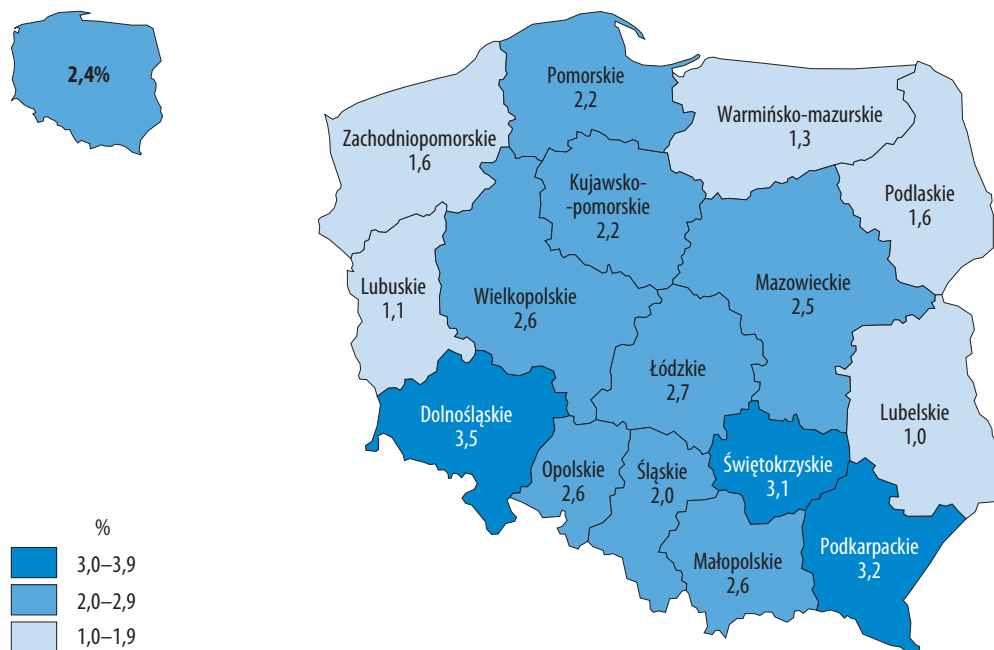 2,4%
Pomorskie
2,2
Warmińsko-mazurskie
1,3
Zachodniopomorskie
1,6
Kujawsko-
-pomorskie
2,2
Podlaskie
1,6
Lubuskie
1,1
Wielkopolskie
2,6
Mazowieckie
2,5
Łódzkie
2,7
Dolnośląskie
3,5
Lubelskie
1,0
Opolskie
2,6
Śląskie
2,0
Świętokrzyskie
3,1
Małopolskie
2,6
Podkarpackie
3,2
%
3,0–3,9
2,0–2,9
1,0–1,9